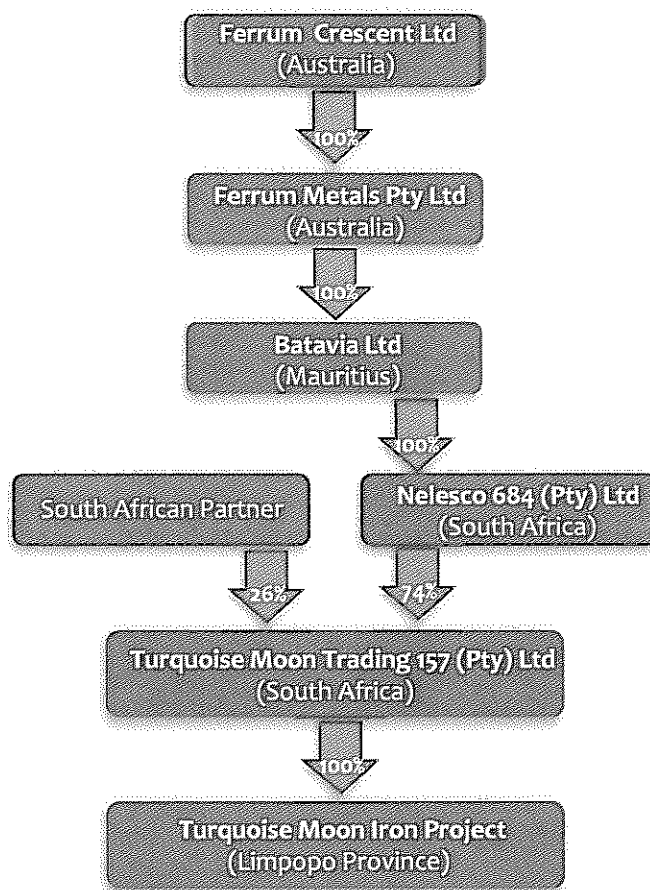 Ferrum Crescent Ltd
(Australia)
100%
Ferrum Metals Pty Ltd
(Australia)
100%
Batavia Ltd
(Mauritius)
100%
South African Partner
Nelesco 684 (Pty) Ltd
(South Africa)
26%
74%
Turquoise Moon Trading 157 (Pty) Ltd
(South Africa)
100%
Turquoise Moon Iron Project
(Limpopo Province)